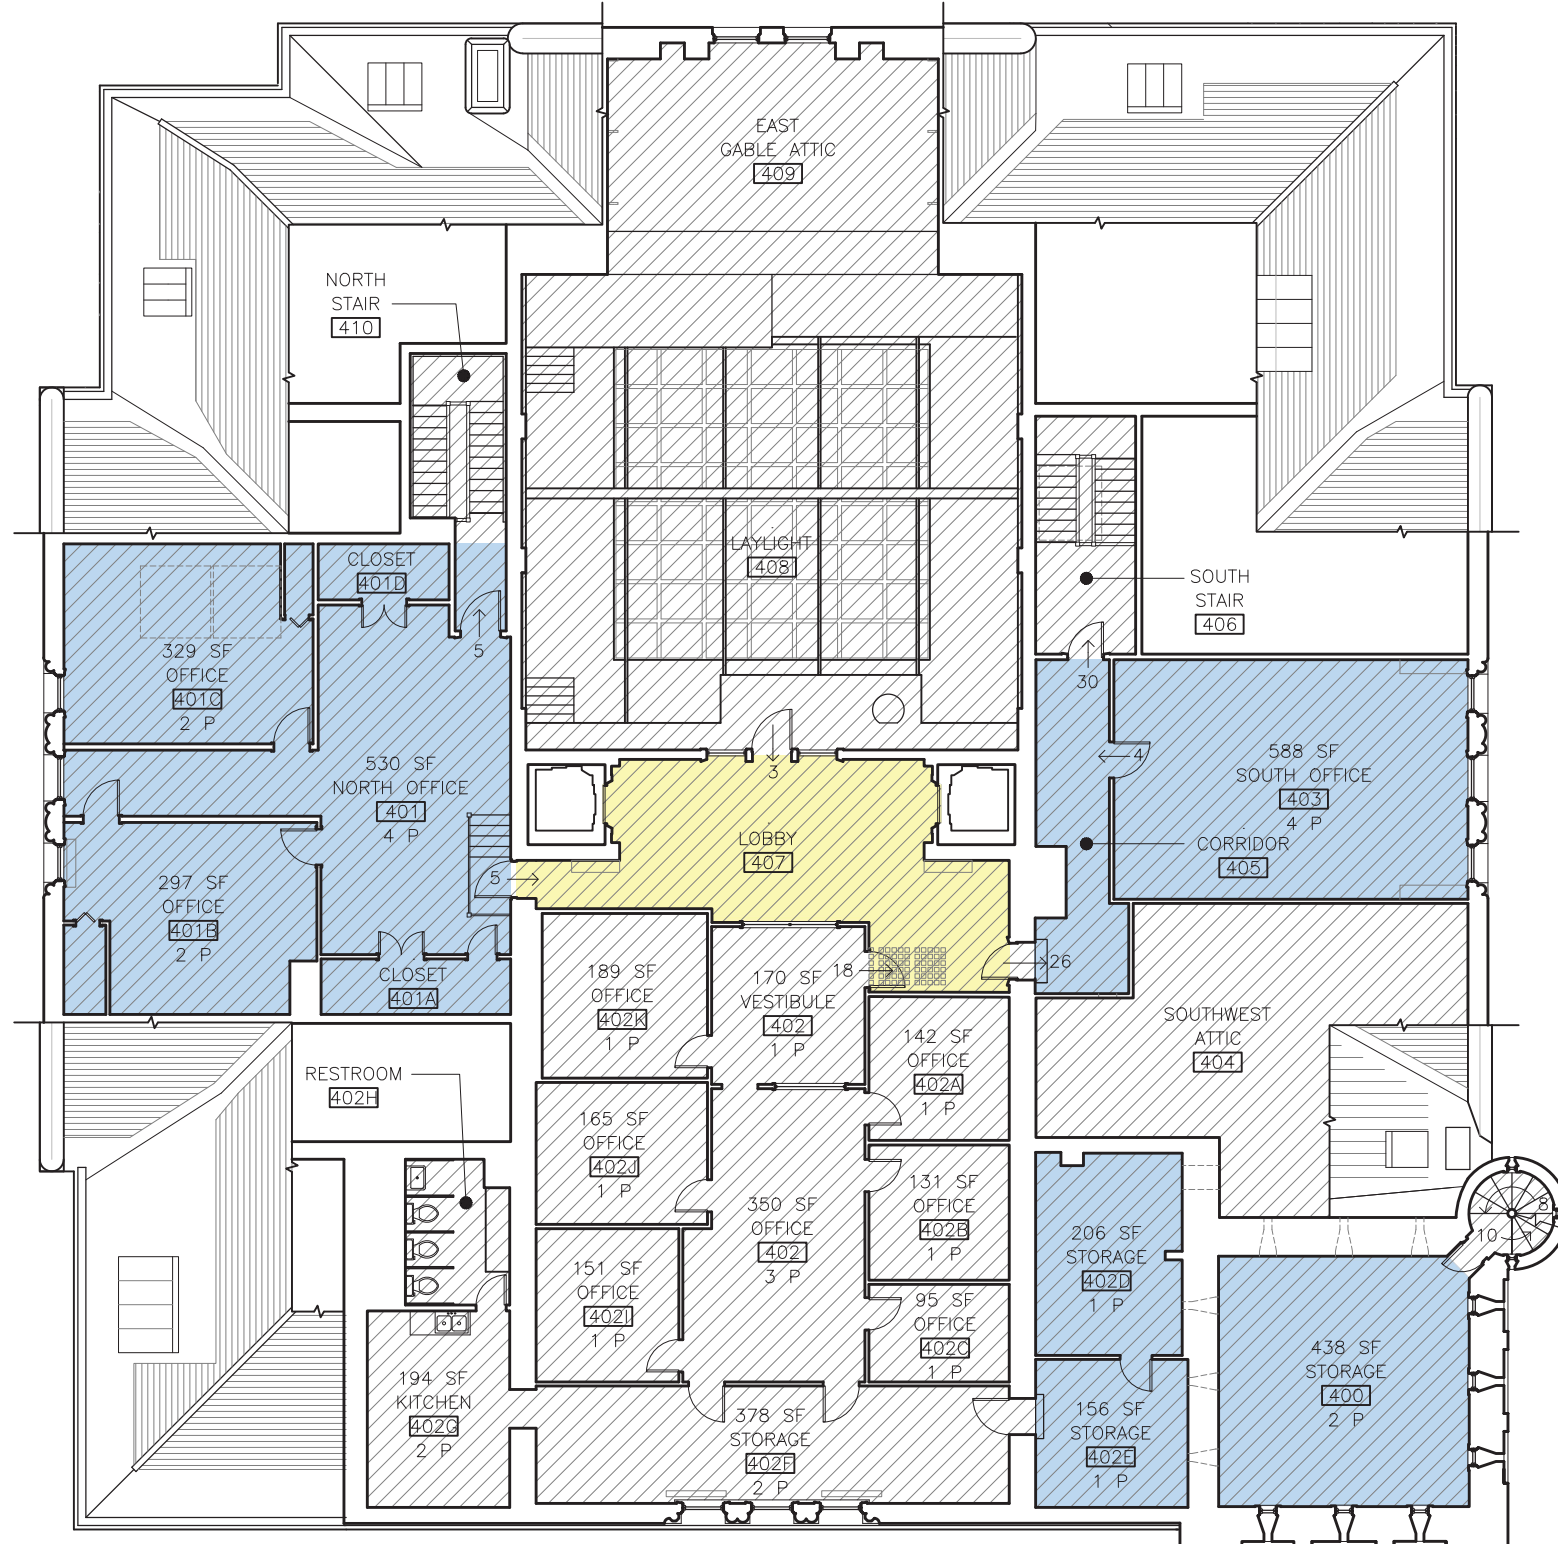 EAST
GABLE ATTIC
409
NORTH
STAIR
410
CLOSET
401D
LAYLIGHT
408
SOUTH
STAIR
406
329 SF
OFFICE
401C
2 P
5
30
530 SF
NORTH OFFICE
401
4 P
3
4
588 SF
SOUTH OFFICE
403
4 P
LOBBY
407
CORRIDOR
405
297 SF
OFFICE
401B
2 P
5
CLOSET
401A
189 SF
OFFICE
402K
1 P
18
170 SF
VESTIBULE
402
1 P
26
SOUTHWEST
ATTIC
404
142 SF
OFFICE
402A
1 P
RESTROOM
402H
165 SF
OFFICE
402J
1 P
350 SF
OFFICE
402
3 P
131 SF
OFFICE
402B
1 P
206 SF
STORAGE
402D
1 P
8
10
151 SF
OFFICE
402I
1 P
95 SF
OFFICE
402C
1 P
438 SF
STORAGE
400
2 P
194 SF
KITCHEN
402G
2 P
378 SF
STORAGE
402F
2 P
156 SF
STORAGE
402E
1 P